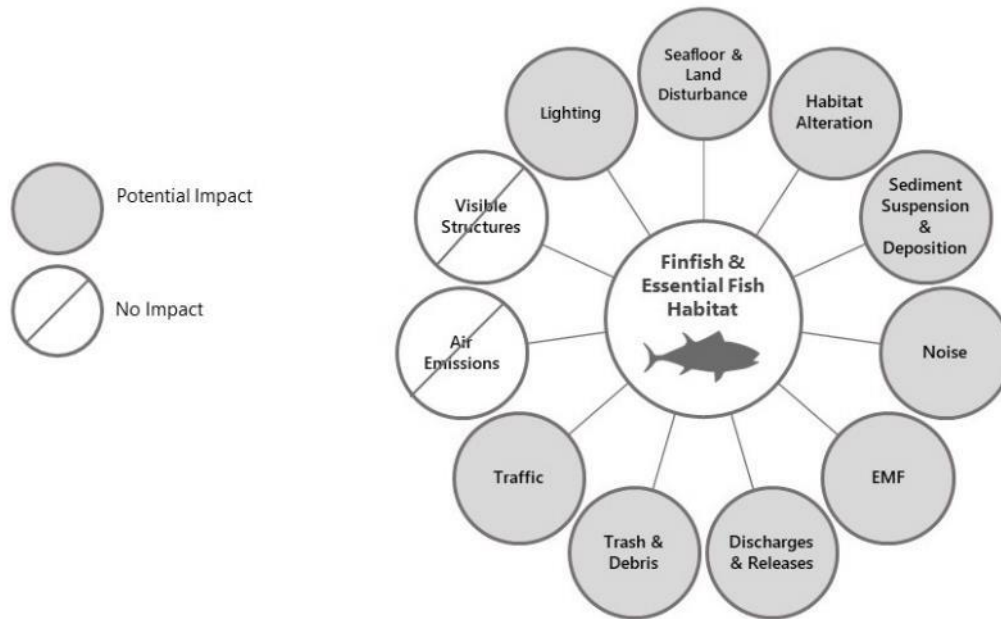 Potential Impact
No Impact
Seafloor &
Land
Disturbance
Habitat
Alteration
Sediment
Suspension
&
Deposition
Noise
EMF
Discharges
& Releases
Trash &
Debris
Traffic
Air
Emissions
Visible
Structures
Lighting
Finfish &
Essential Fish
Habitat